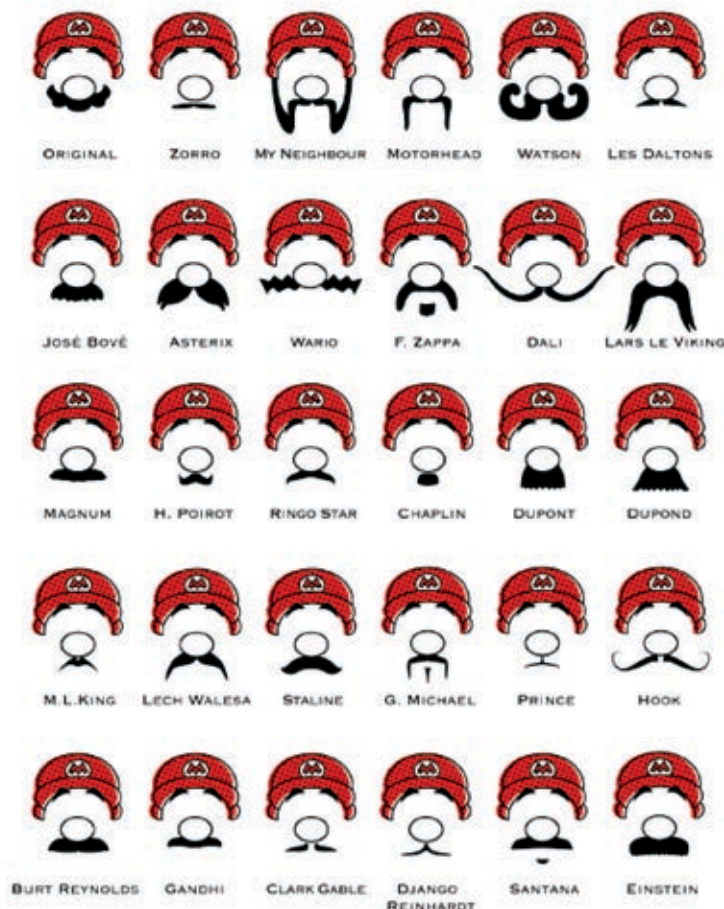 ORIGINAL ZORRO MY NEIGHBOUR MOTORHEAD WATSON LES DALTONS
JOSÉ BOVÉ ASTERIX WARIO F. ZAPPA DALI LARS LE VIKING
MAGNUM H. POIROT RINGO STAR CHAPLIN DUPONT DUPOND
M.L.KING LECH WALESA STALINE G. MICHAEL PRINCE HOOK
BURT REYNOLDS GANDHI CLARK GABLE DJANGO SANTANA EINSTEIN
REINHARDT